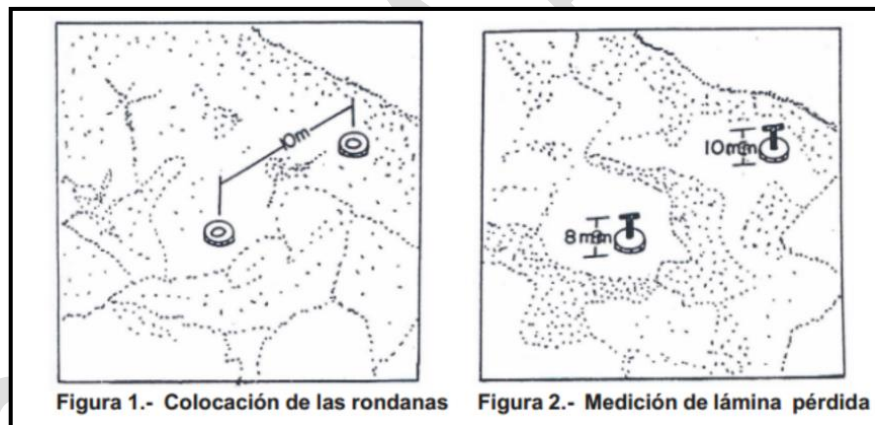 10m
10mm
8mm
Figura 1.- Colocación de las rondanas
Figura 2.- Medición de lámina pérdida